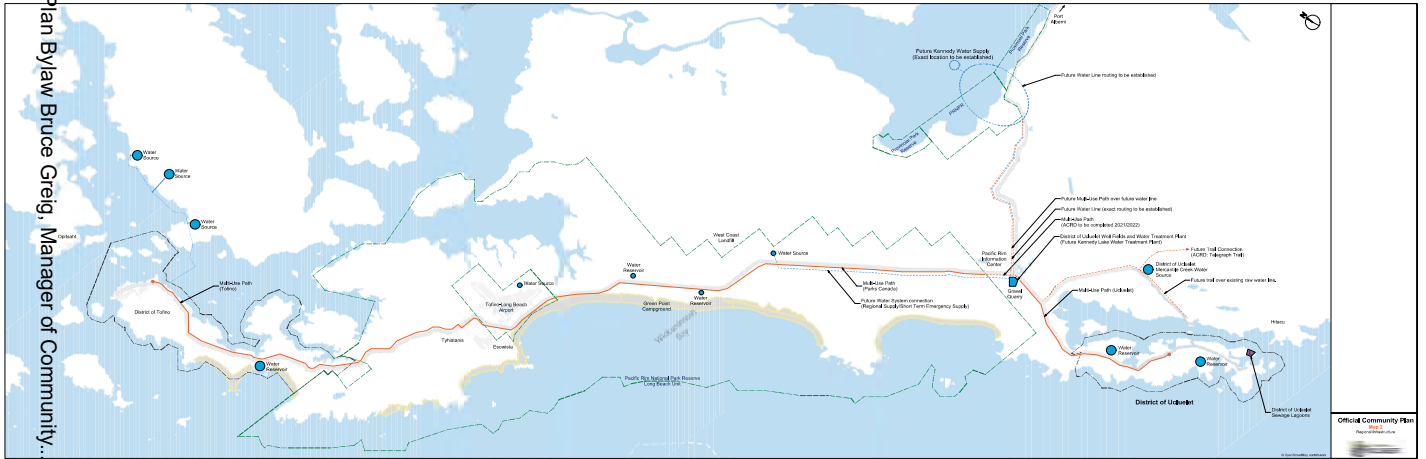 Plan Bylaw Bruce Greig, Manager of Community...
Port
Alberni
Provincial Park
Reserve
Future Kennedy Water Supply
(Exact location to be established)
Future Water Line routing to be established
PRNPR
Provincial Park
Reserve
Water
Source
Water
Source
Water
Source
Opitsaht
Multi-Use Path
(Tofino)
District of Tofino
Water
Reservoir
Tyhistanis
Esowista
Tofino-Long Beach
Airport
Water Source
Water
Reservoir
Green Point
Campground
Wickaninnish
Bay
Water
Reservoir
West Coast
Landfill
Water Source
Multi-Use Path
(Parks Canada)
Future Water System connection
(Regional Supply/Short Term Emergency Supply)
Pacific Rim National Park Reserve
Long Beach Unit
Future Multi-Use Path over future water line
Future Water Line (exact routing to be established)
Multi-Use Path
(ACRD to be completed 2021/2022)
District of Ucluelet Well Fields and Water Treatment Plant
(Future Kennedy Lake Water Treatment Plant)
Pacific Rim
Information
Center
Gravel
Quarry
Future Trail Connection
(ACRD: Telegraph Trail)
District of Ucluelet
Mercantile Creek Water
Source
Future trail over existing raw water line.
Multi-Use Path (Ucluelet)
Hitacu
Water
Reservoir
Water
Reservoir
District of Ucluelet
District of Ucluelet
Sewage Lagoons
Official Community Plan
Map 2
Regional Infrastructure